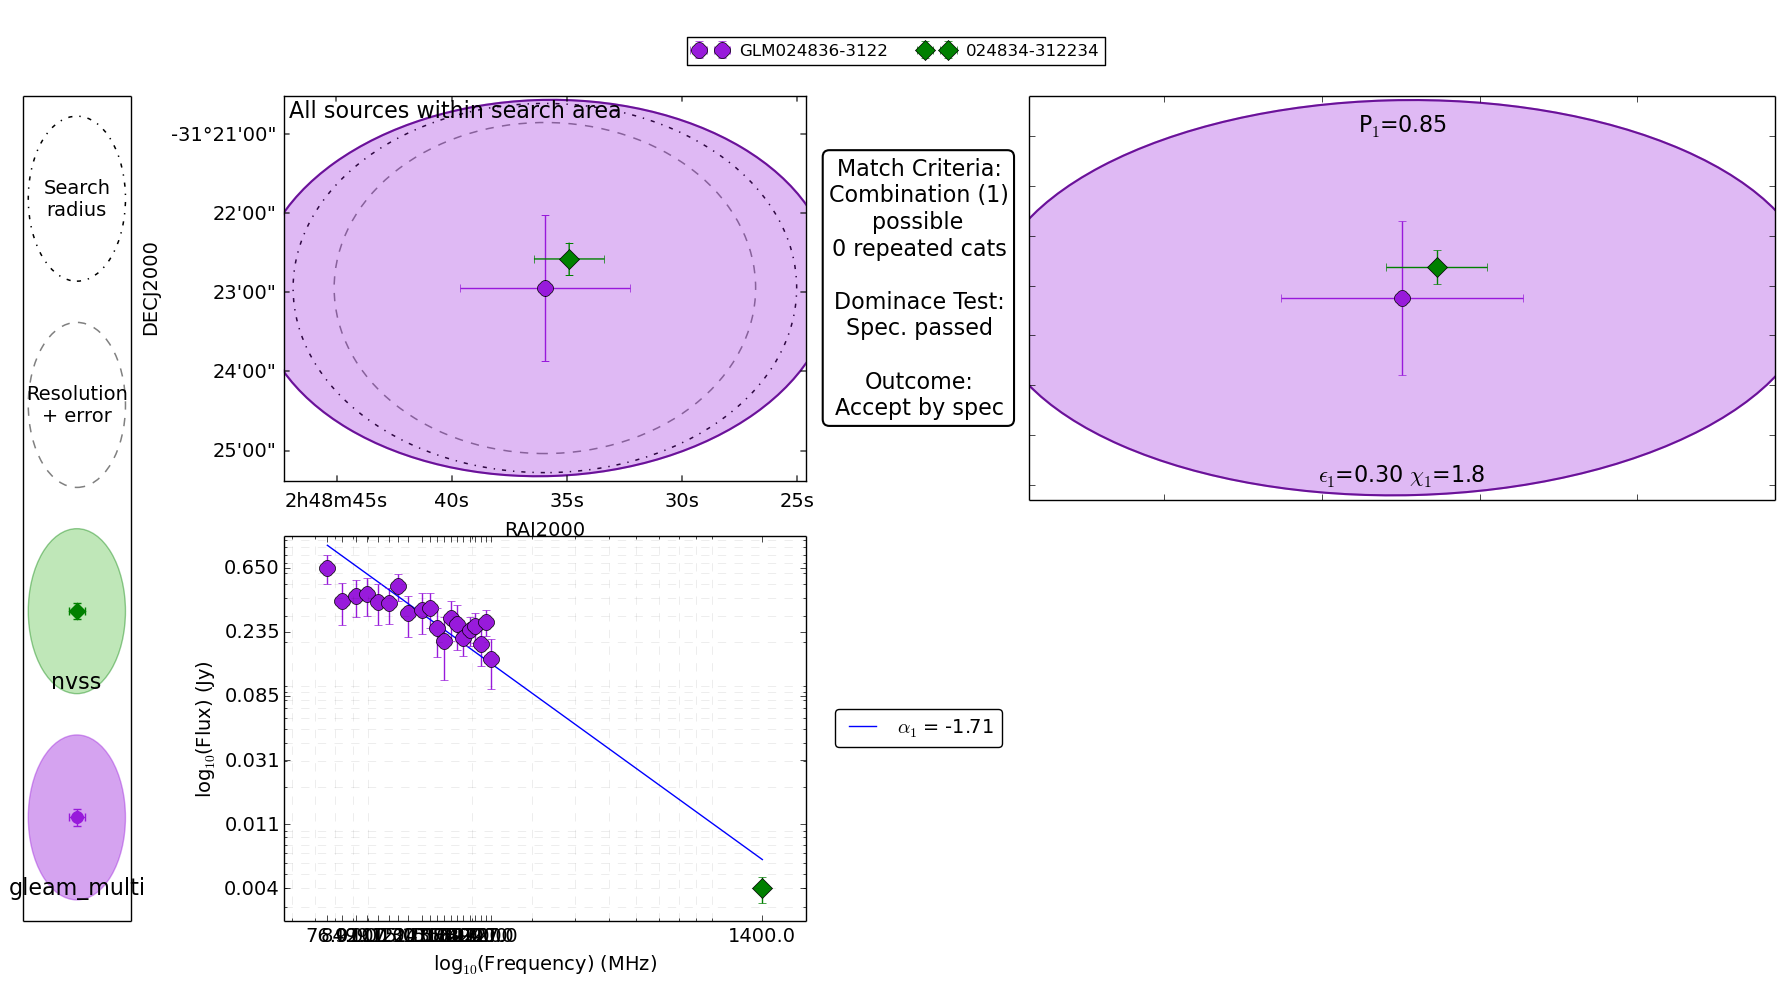 GLM024836-3122 024834-312234
Search
radius
Resolution
+ error
nvss
gleam_multi
All sources within search area
DECJ2000
-31°21'00"
22'00"
23'00"
24'00"
25'00"
2h48m45s 40s 35s 30s 25s
RAJ2000
Match Criteria:
Combination (1)
possible
0 repeated cats
Dominace Test:
Spec. passed
Outcome:
Accept by spec
P₁=0.85
ϵ₁=0.30 χ₁=1.8
log₁₀(Flux) (Jy)
0.650
0.235
0.085
0.031
0.011
0.004
1400.0
log₁₀(Frequency) (MHz)
α₁ = -1.71